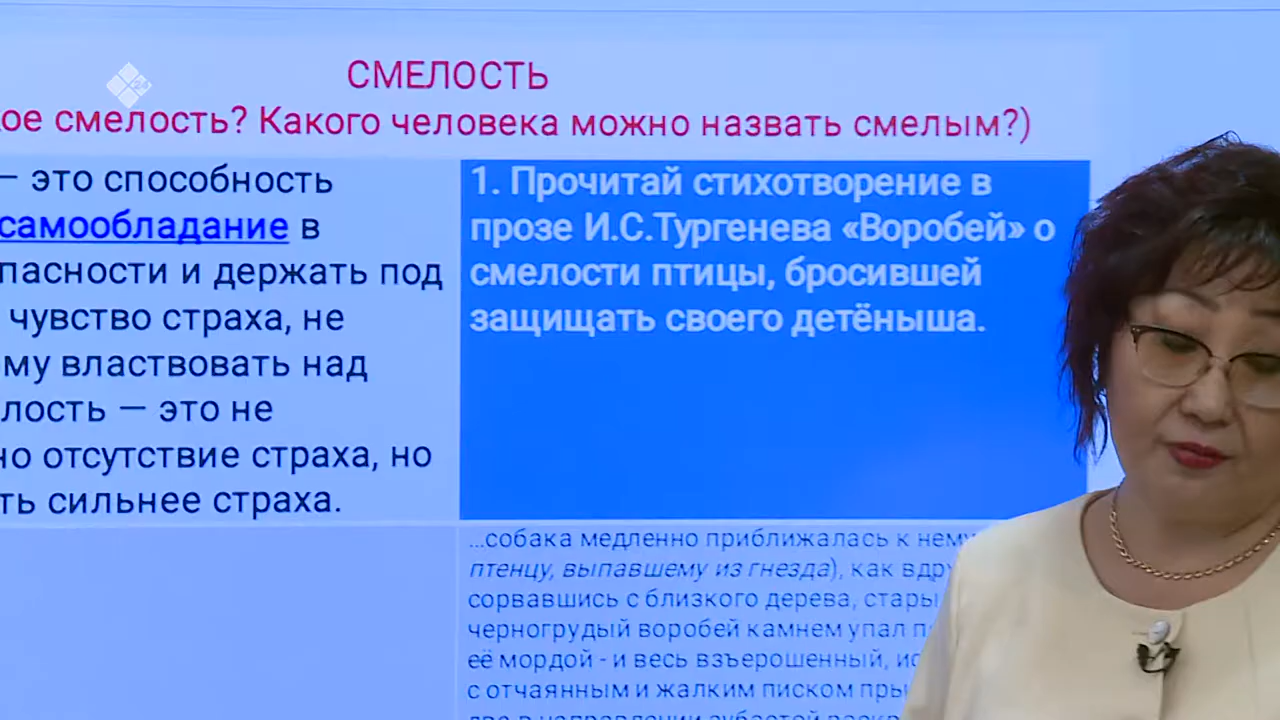 24
СМЕЛОСТЬ
кое смелость? Какого человека можно назвать смелым?)
— это способность
самообладание в
пасности и держать под
чувство страха, не
му властвовать над
лость — это не
но отсутствие страха, но
ть сильнее страха.
1. Прочитай стихотворение в
прозе И.С.Тургенева «Воробей» о
смелости птицы, бросившей
защищать своего детёныша.
...собака медленно приближалась к нему
птенцу, выпавшему из гнезда), как вдру
сорвавшись с близкого дерева, стары
черногрудый воробей камнем упал п
её мордой - и весь взъерошенный, ис
с отчаянным и жалким писком пры